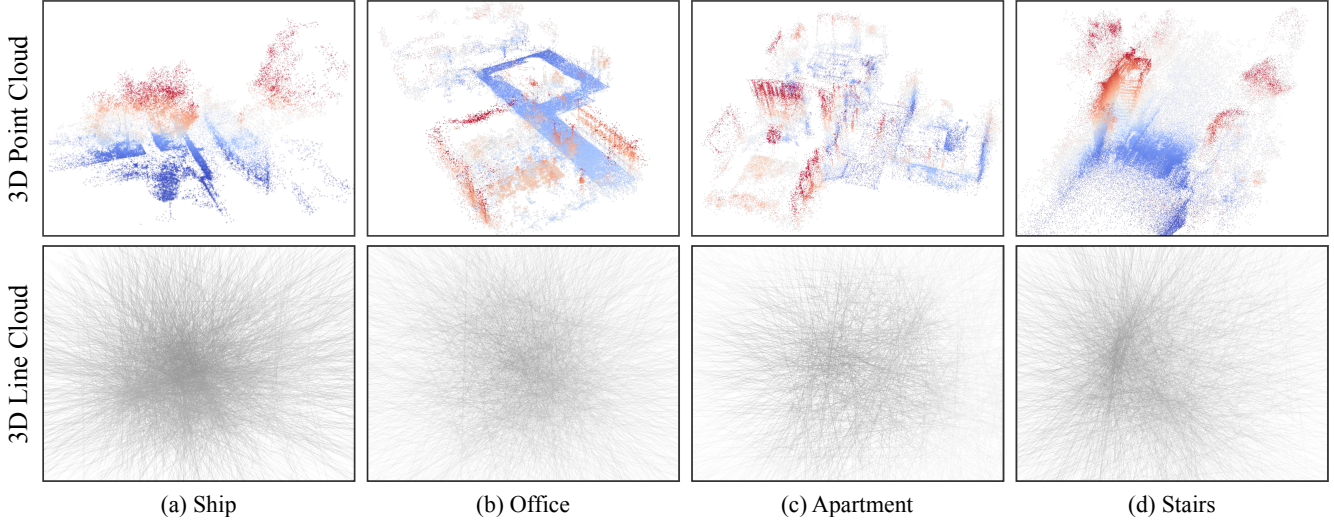 3D Point Cloud
3D Line Cloud
(a) Ship
(b) Office
(c) Apartment
(d) Stairs